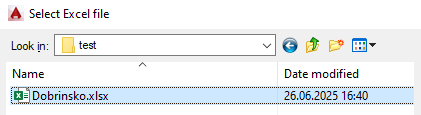 Select Excel file
Look in: test
Name Date modified
Dobrinsko.xlsx 26.06.2025 16:40